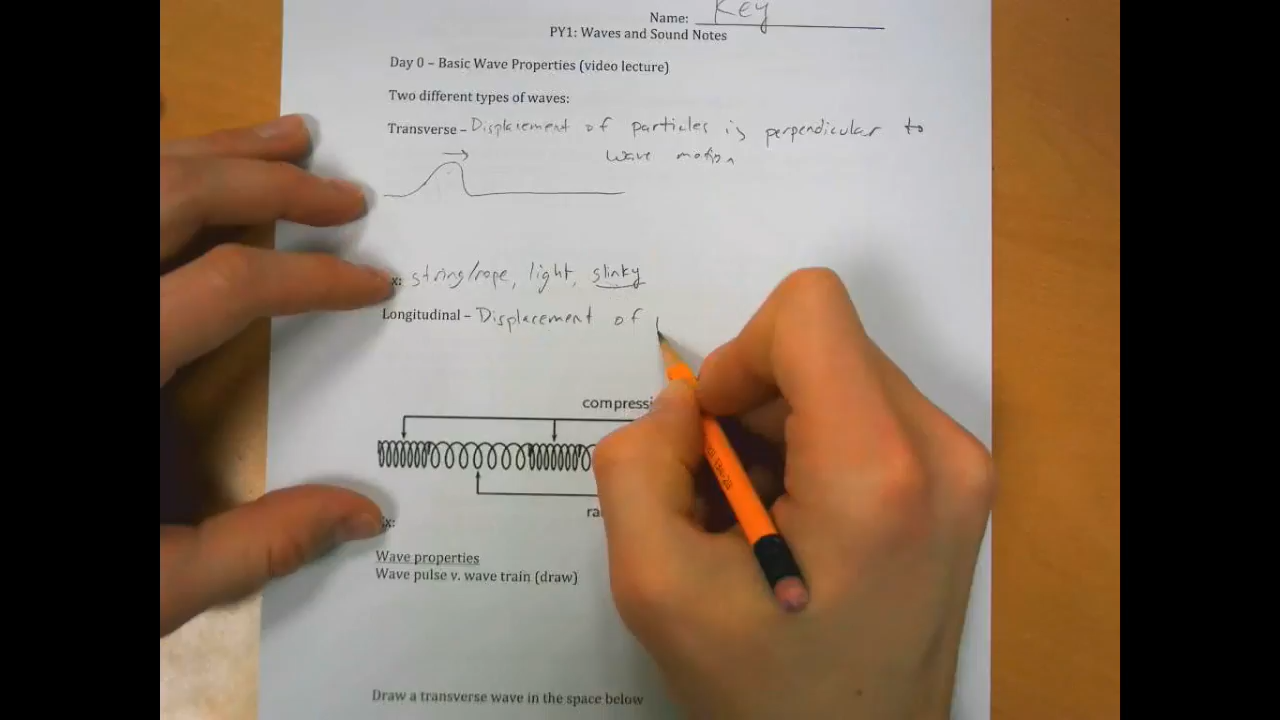 Name: Key
PY1: Waves and Sound Notes
Day 0 – Basic Wave Properties (video lecture)
Two different types of waves:
Transverse – Displacement of particles is perpendicular to
wave motion
x: string/rope, light, slinky
Longitudinal – Displacement of
compressi
ra
x:
Wave properties
Wave pulse v. wave train (draw)
Draw a transverse wave in the space below